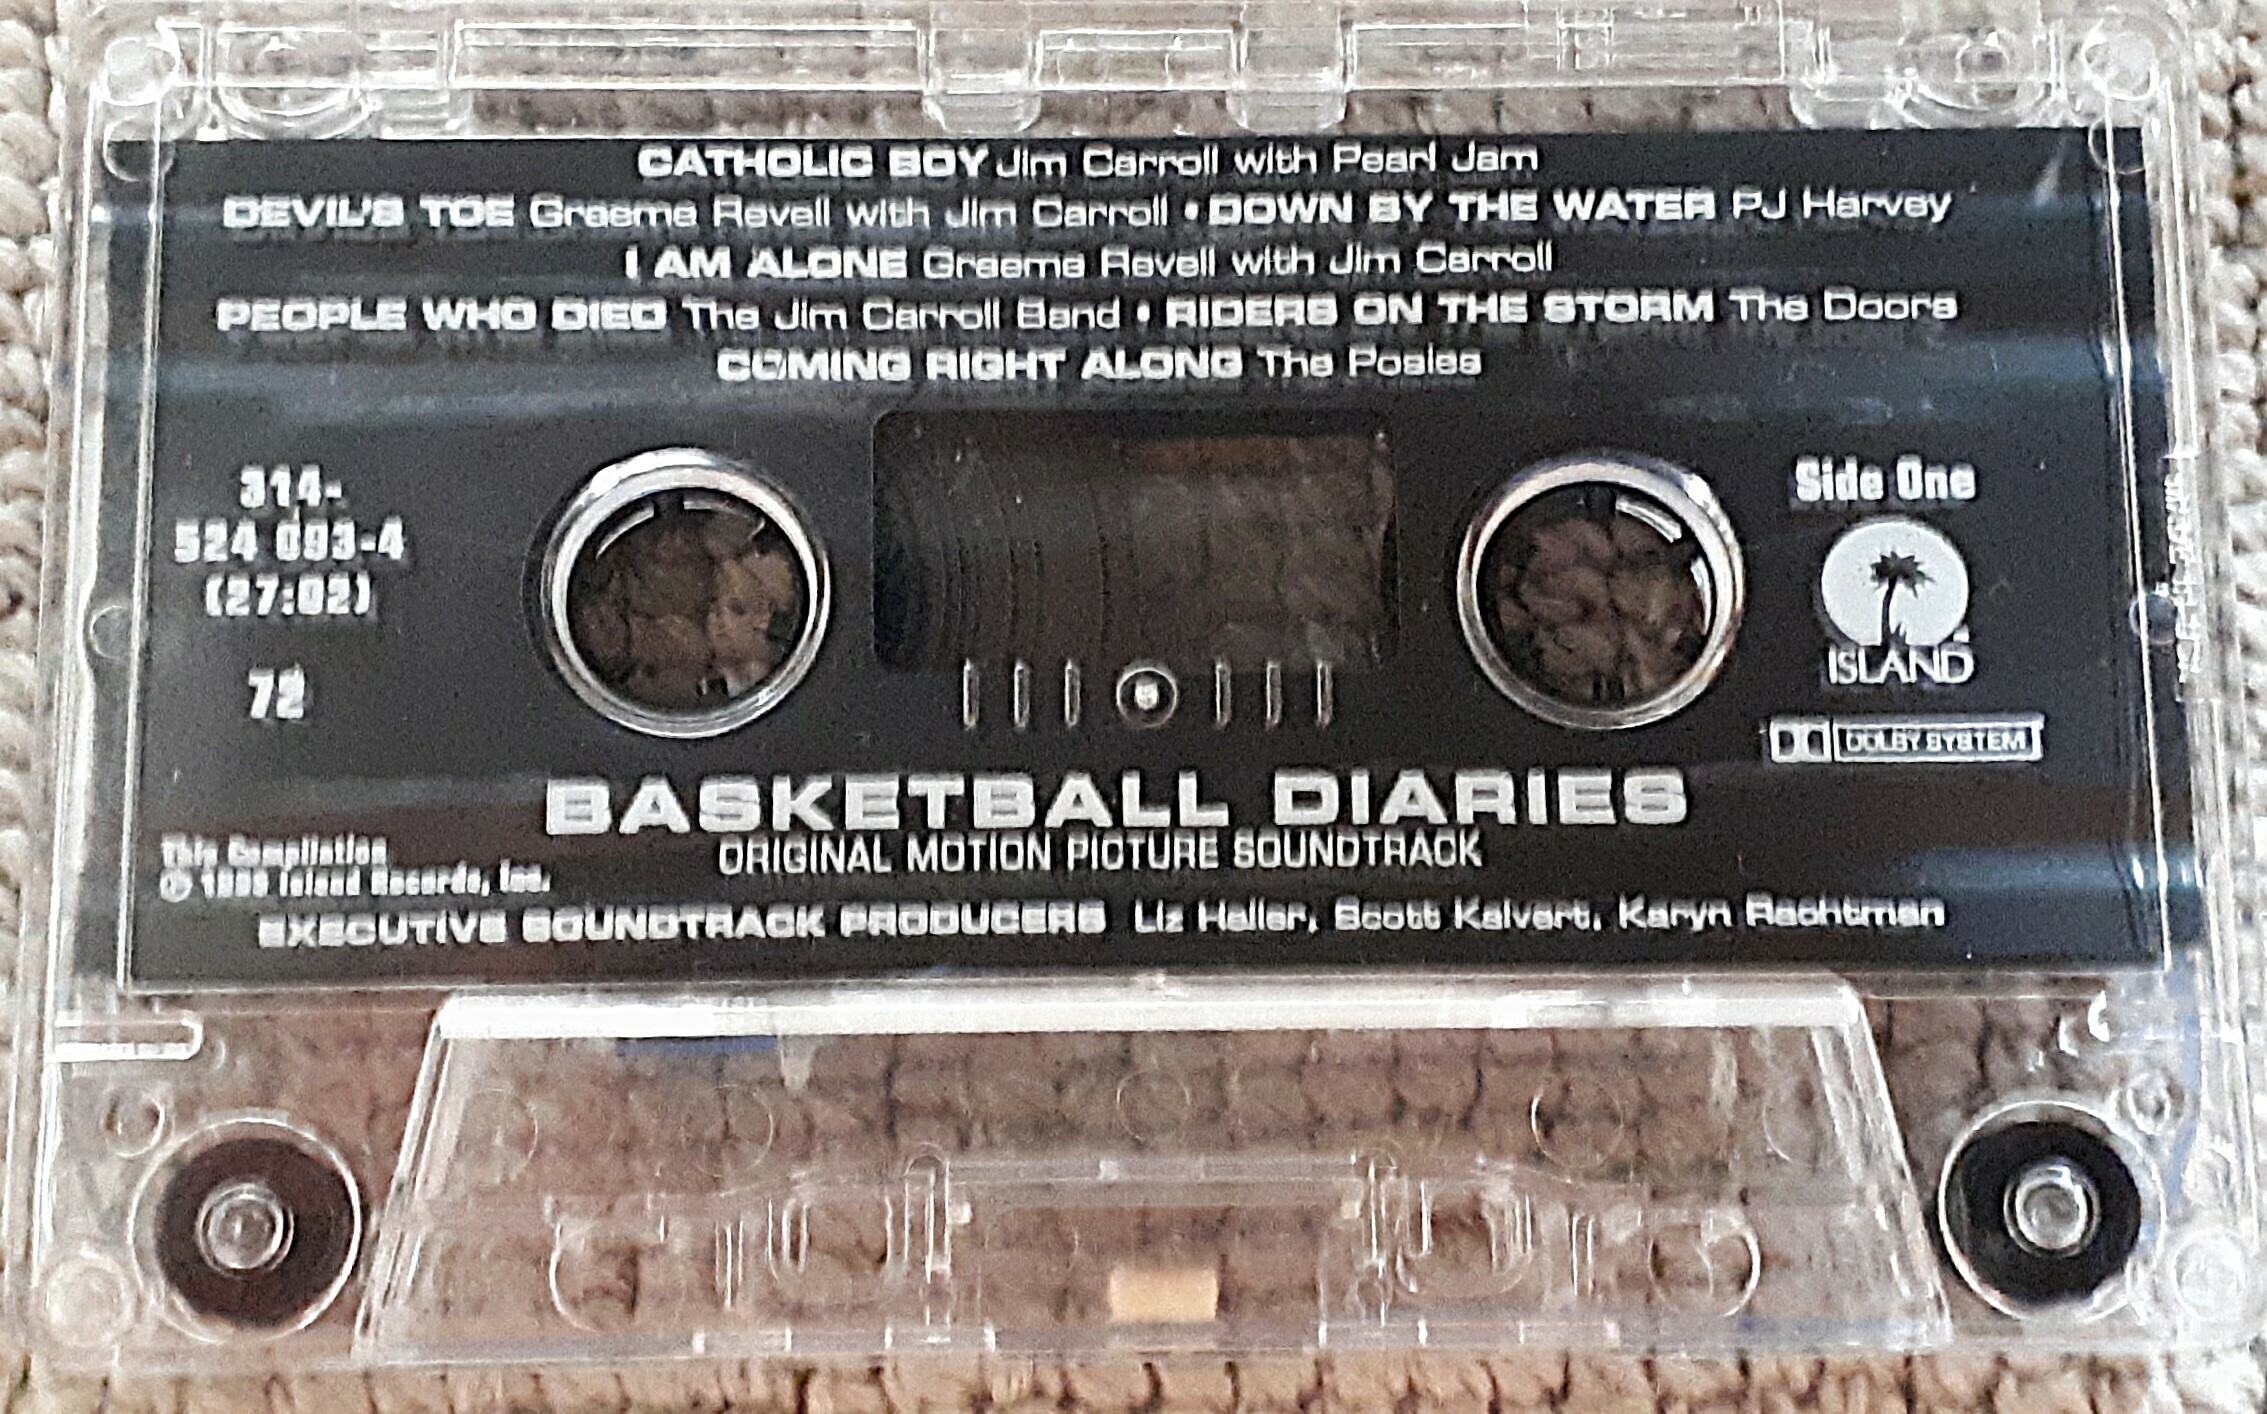 CATHOLIC BOY Jim Carroll with Pearl Jam
DEVIL'S TOE Graeme Revell with Jim Carroll • DOWN BY THE WATER PJ Harvey
I AM ALONE Graeme Revell with Jim Carroll
PEOPLE WHO DIED The Jim Carroll Band • RIDERS ON THE STORM The Doors
COMING RIGHT ALONG The Posies
314-
524 093-4
(27:02)
72
Side One
ISLAND
DOLBY SYSTEM
BASKETBALL DIARIES
ORIGINAL MOTION PICTURE SOUNDTRACK
This Compilation
Ⓟ Island Records, Inc.
EXECUTIVE SOUNDTRACK PRODUCERS Liz Heller, Scott Kalvert, Karyn Rachtman